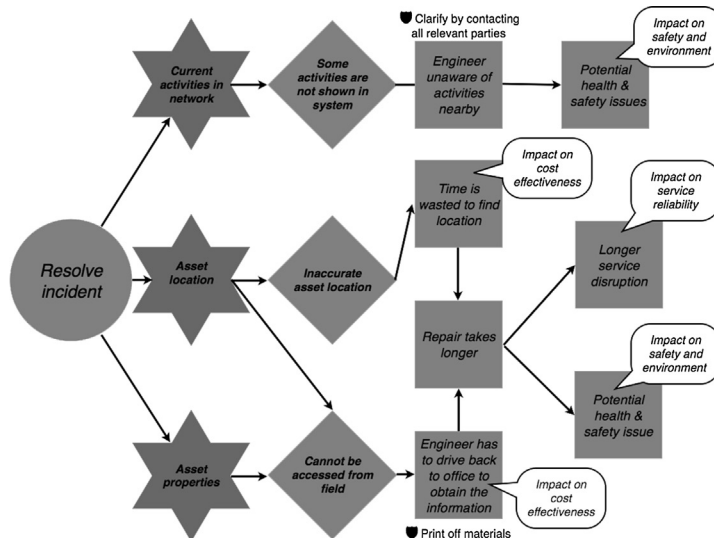 Clarify by contacting
all relevant parties
Current
activities in
network
Some
activities are
not shown in
system
Engineer
unaware of
activities
nearby
Potential
health &
safety issues
Impact on
safety and
environment
Resolve
incident
Asset
location
Inaccurate
asset location
Time is
wasted to find
location
Impact on
cost
effectiveness
Longer
service
disruption
Impact on
service
reliability
Repair takes
longer
Potential
health &
safety issue
Impact on
safety and
environment
Asset
properties
Cannot be
accessed from
field
Engineer has
to drive back
to office to
obtain the
information
Impact on
cost
effectiveness
Print off materials